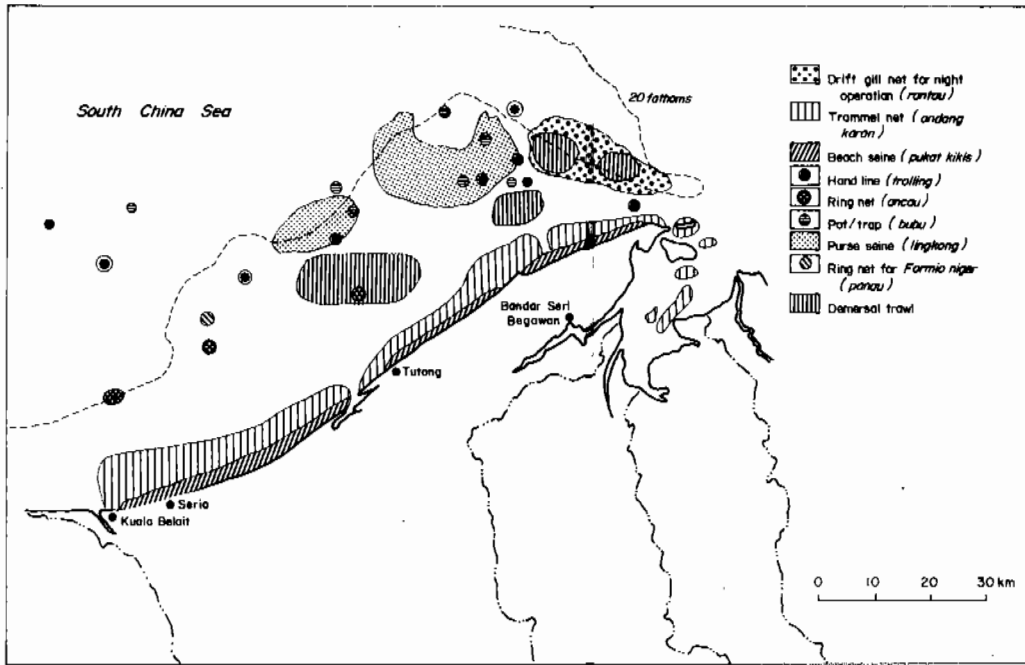 South China Sea
20 fathoms
Drift gill net for night
operation (rantau)
Trammel net (andang
karan)
Beach seine (pukat kikis)
Hand line (trolling)
Ring net (ancau)
Pot/trap (bubu)
Purse seine (lingkong)
Ring net for Formio niger
(panau)
Demersal trawl
Bandar Seri
Begawan
Tutong
Seria
Kuala Belait
0 10 20 30 km